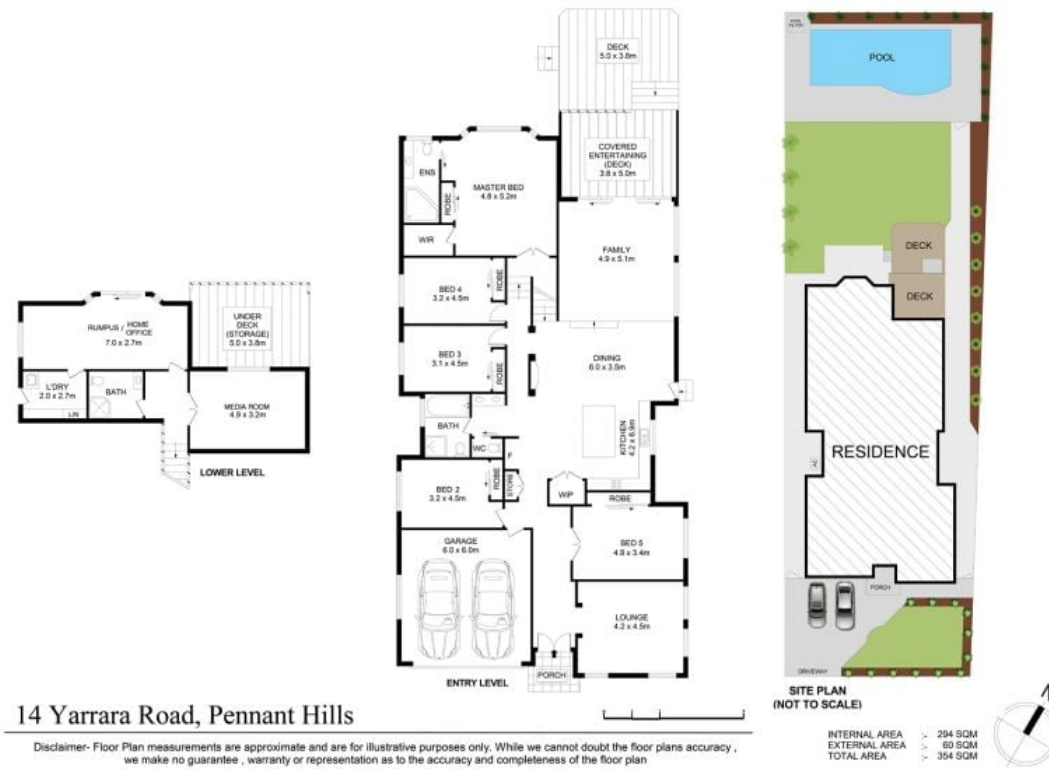 RUMPUS / HOME OFFICE
7.0 x 2.7m
UNDER
DECK
(STORAGE)
5.0 x 3.8m
L'DRY
2.0 x 2.7m
LIN
BATH
MEDIA ROOM
4.9 x 3.2m
LOWER LEVEL
DECK
5.0 x 3.8m
COVERED
ENTERTAINING
(DECK)
3.8 x 5.0m
ENS
ROBE
MASTER BED
4.8 x 5.2m
WIR
FAMILY
4.9 x 5.1m
BED 4
3.2 x 4.5m
ROBE
BED 3
3.1 x 4.5m
ROBE
DINING
6.0 x 3.5m
BATH
WC
F
KITCHEN
4.2 x 6.9m
BED 2
3.2 x 4.5m
ROBE
STORE
WIP
ROBE
GARAGE
6.0 x 6.0m
BED 5
4.9 x 3.4m
LOUNGE
4.2 x 4.5m
PORCH
ENTRY LEVEL
POOL
DECK
DECK
RESIDENCE
PORCH
DRIVEWAY
SITE PLAN
(NOT TO SCALE)
N
INTERNAL AREA :- 294 SQM
EXTERNAL AREA :- 60 SQM
TOTAL AREA :- 354 SQM
14 Yarrara Road, Pennant Hills
Disclaimer- Floor Plan measurements are approximate and are for illustrative purposes only. While we cannot doubt the floor plans accuracy ,
we make no guarantee , warranty or representation as to the accuracy and completeness of the floor plan